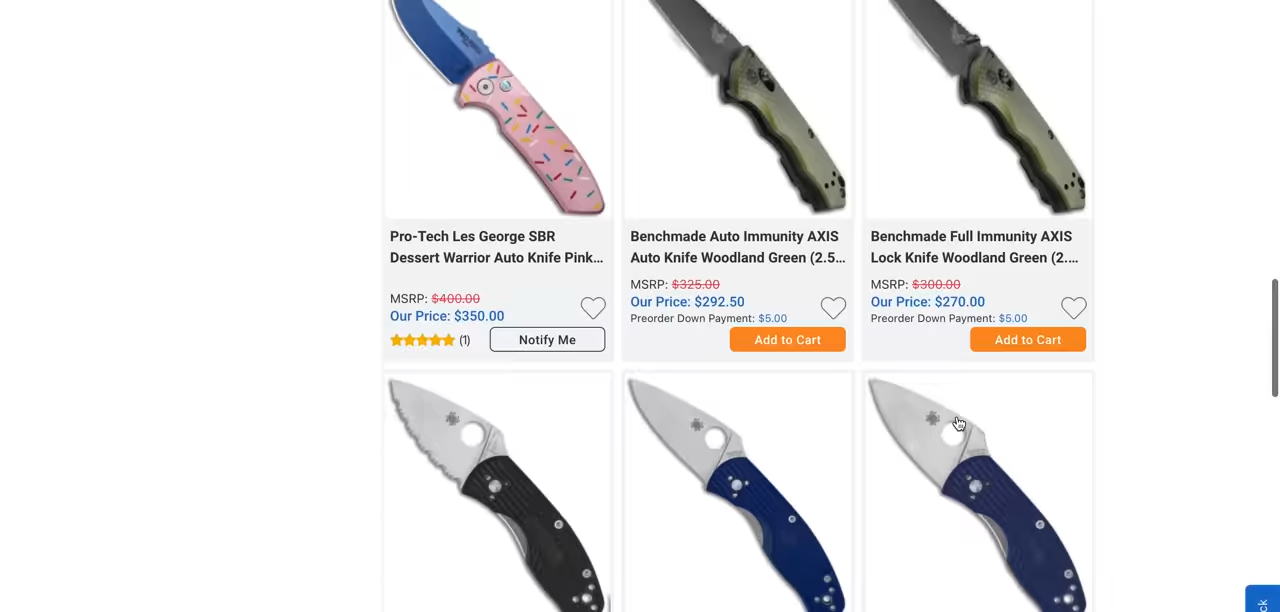 Pro-Tech Les George SBR
Dessert Warrior Auto Knife Pink...
MSRP: $400.00
Our Price: $350.00
(1)
Notify Me
Benchmade Auto Immunity AXIS
Auto Knife Woodland Green (2.5...
MSRP: $325.00
Our Price: $292.50
Preorder Down Payment: $5.00
Add to Cart
Benchmade Full Immunity AXIS
Lock Knife Woodland Green (2....
MSRP: $300.00
Our Price: $270.00
Preorder Down Payment: $5.00
Add to Cart